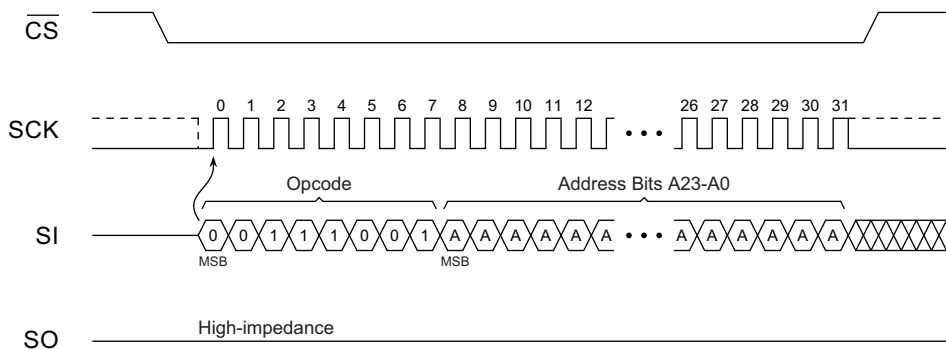 CS
0 1 2 3 4 5 6 7 8 9 10 11 12 26 27 28 29 30 31
SCK
•••
Opcode Address Bits A23-A0
SI
0 0 1 1 1 0 0 1 A A A A A A ••• A A A A A A
MSB MSB
High-impedance
SO